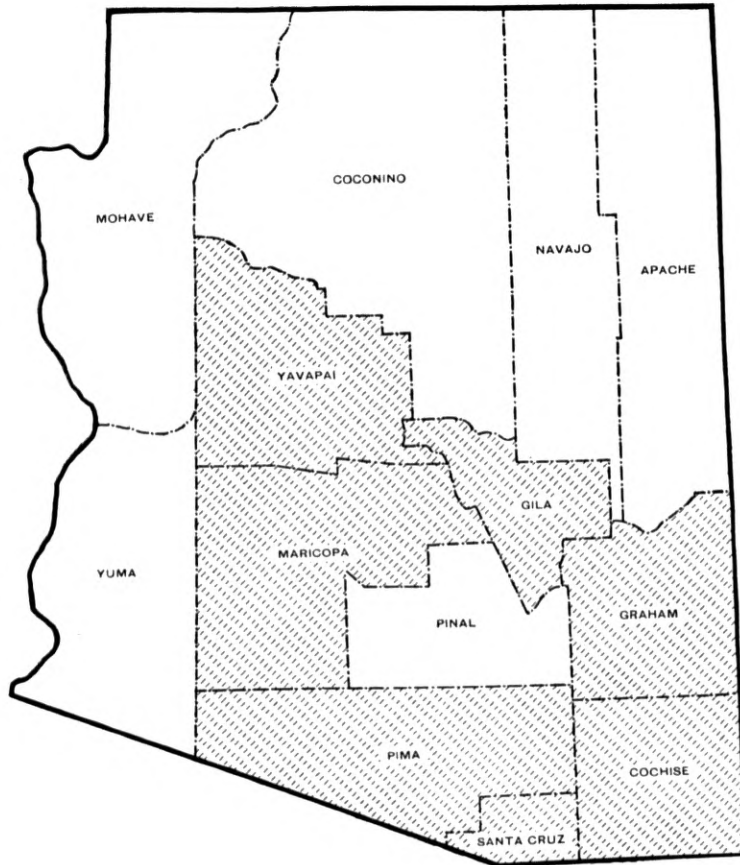 COCONINO
MOHAVE
NAVAJO
APACHE
YAVAPAI
GILA
MARICOPA
YUMA
GRAHAM
PINAL
PIMA
COCHISE
SANTA CRUZ